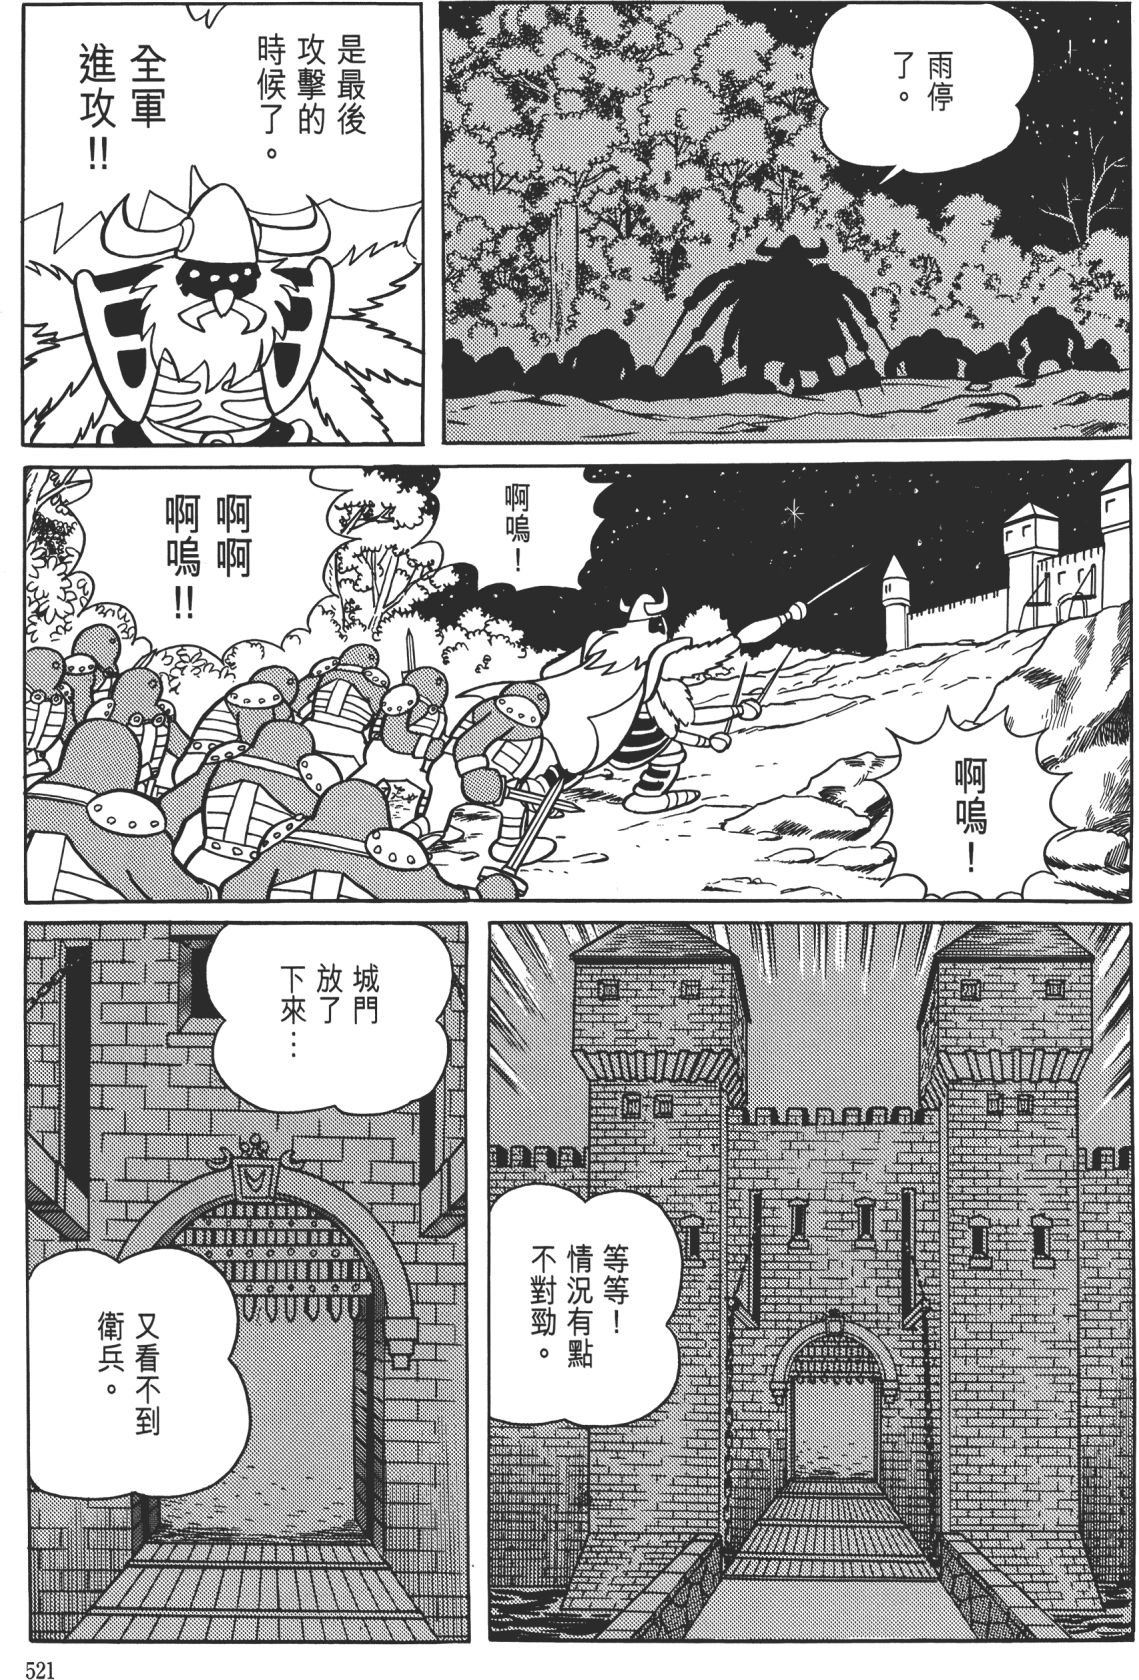 雨停
了。
是最後
攻擊的
時候了。
全軍
進攻!!
啊嗚!
啊嗚!
啊啊
啊嗚!!
等等!
情況有點
不對勁。
城門
放了
下來…
又看不到
衛兵。
521